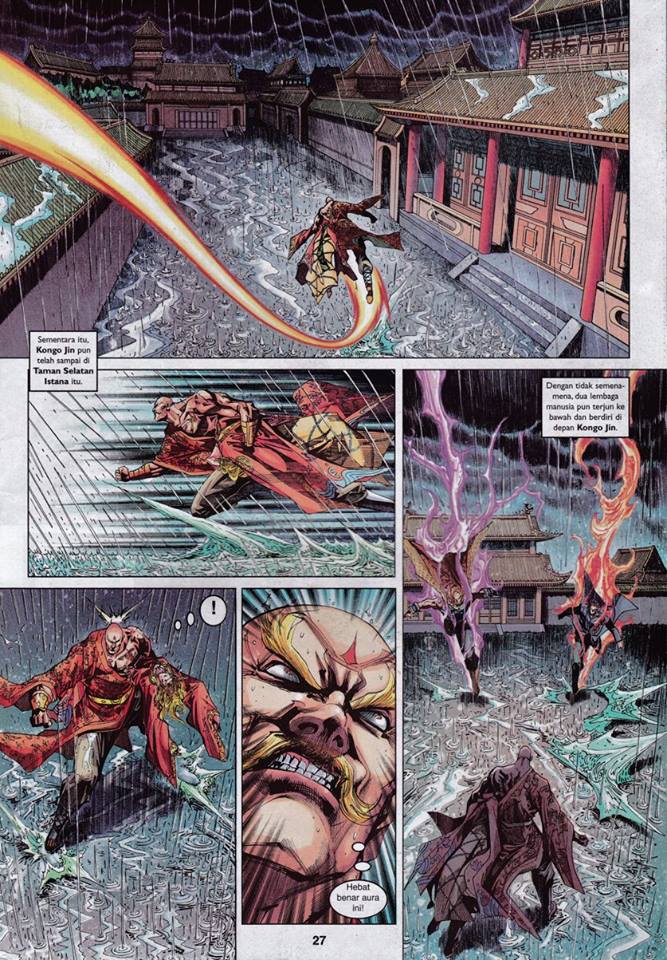 Sementara itu,
Kongo Jin pun
telah sampai di
Taman Selatan
Istana itu.
Dengan tidak semena-
mena, dua lembaga
manusia pun terjun ke
bawah dan berdiri di
depan Kongo Jin.
!
Hebat
benar aura
ini!
27